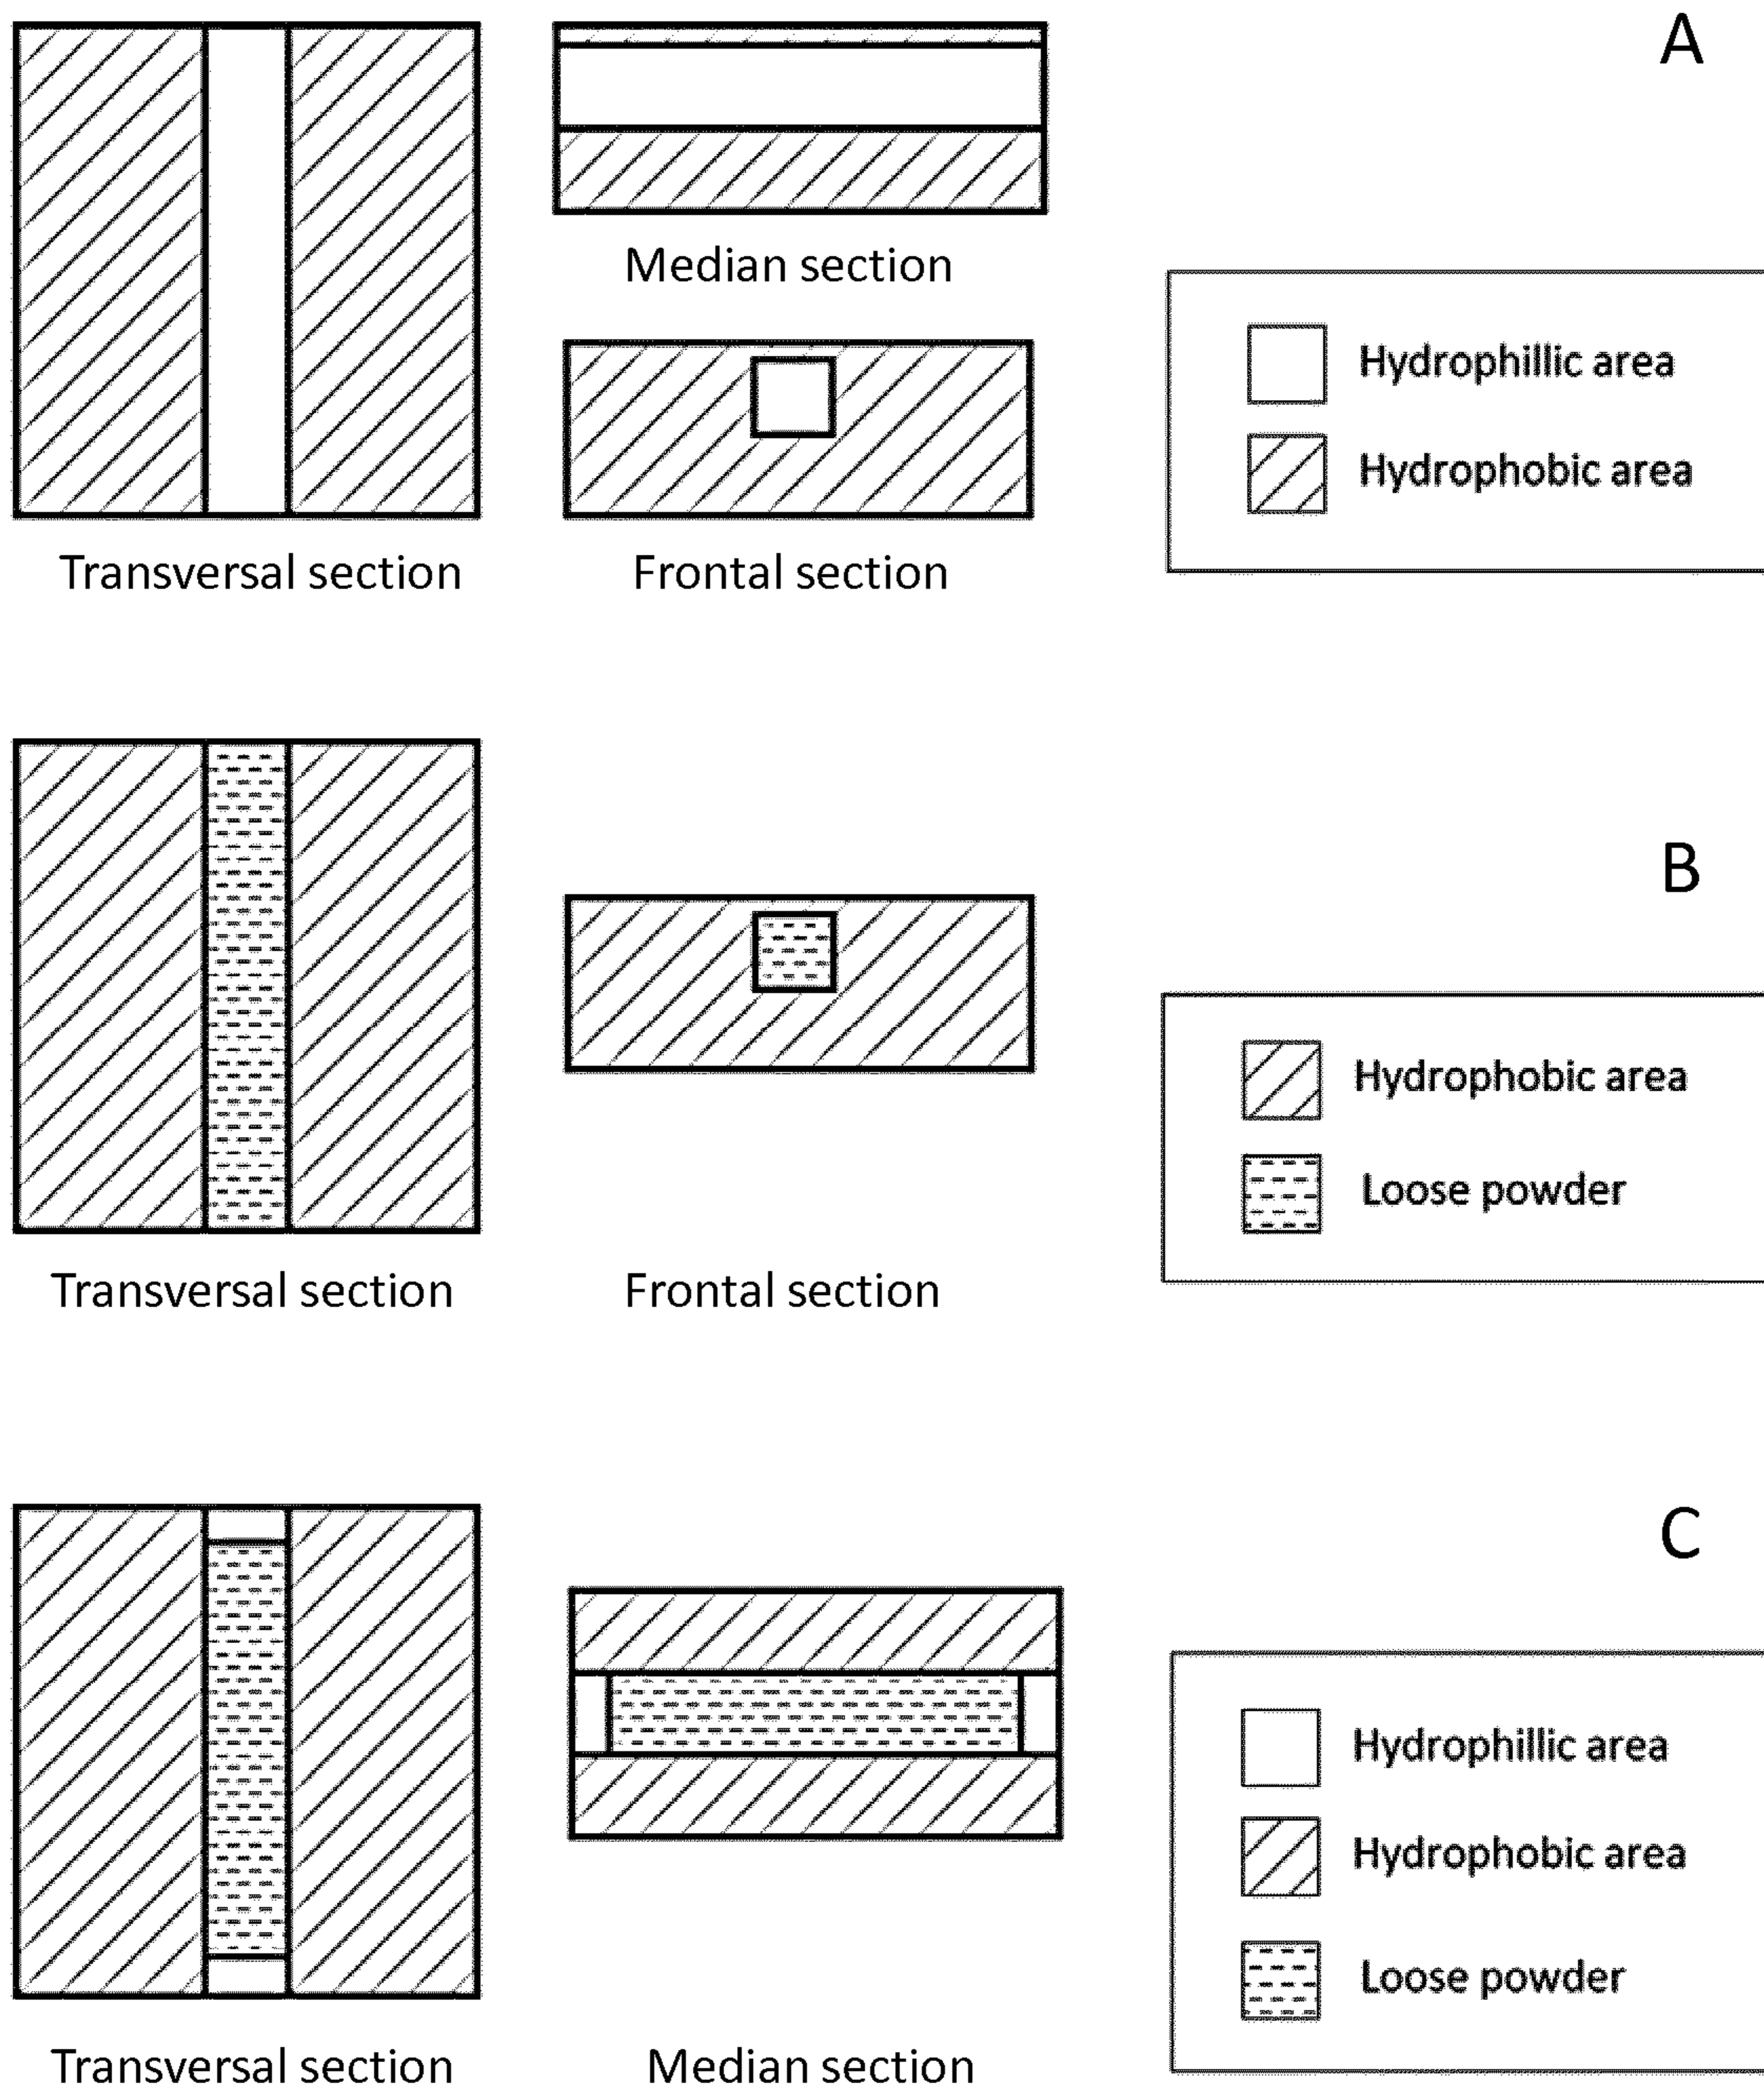 A
Median section
Hydrophillic area
Hydrophobic area
Transversal section
Frontal section
B
Hydrophobic area
Loose powder
Transversal section
Frontal section
C
Hydrophillic area
Hydrophobic area
Loose powder
Transversal section
Median section